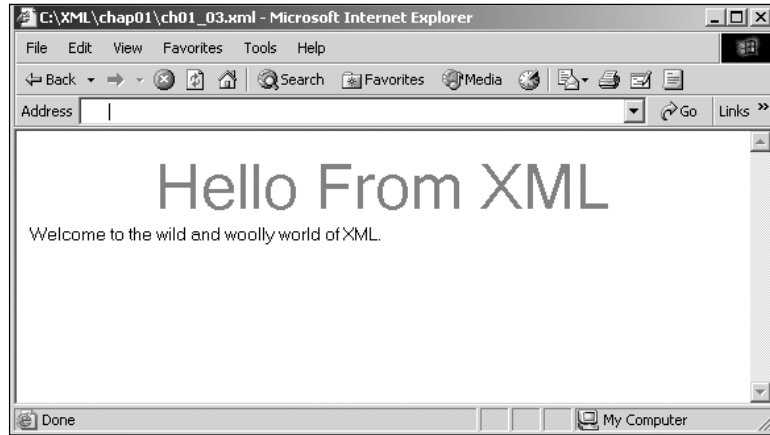 C:\XML\chap01\ch01_03.xml - Microsoft Internet Explorer
File Edit View Favorites Tools Help
Back Search Favorites Media
Address Go Links »
Hello From XML
Welcome to the wild and woolly world of XML.
Done My Computer